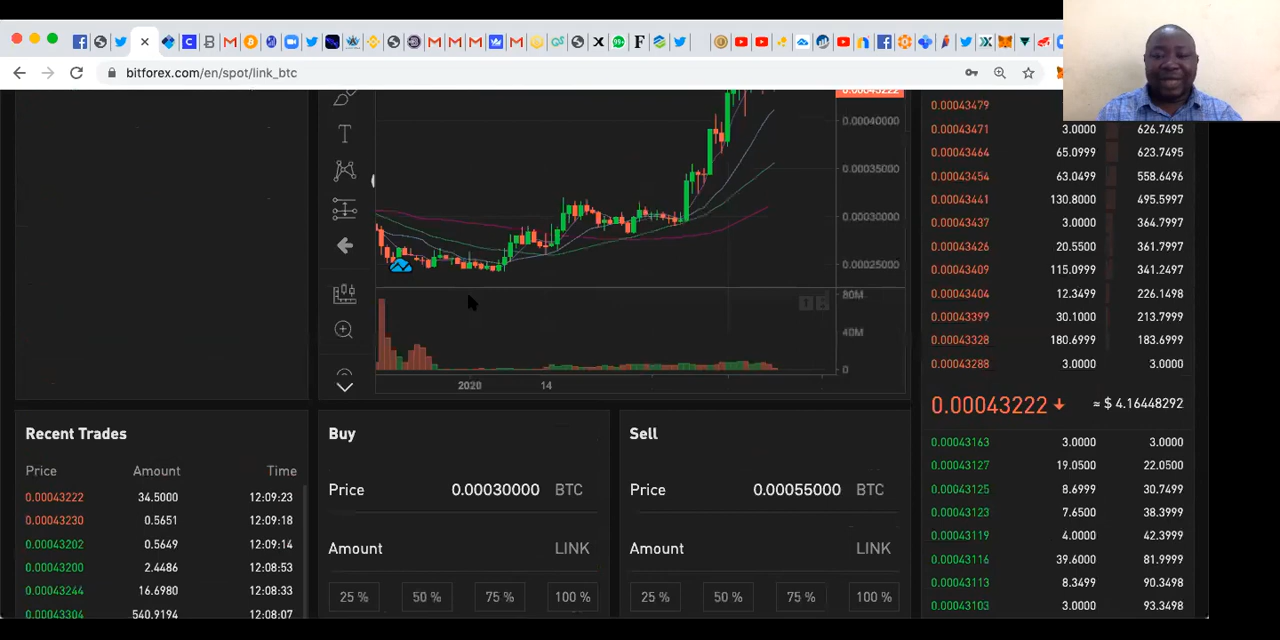 bitforex.com/en/spot/link_btc
0.00043222
0.00040000
0.00035000
0.00030000
0.00025000
80M
40M
0
2020 14
0.00043479
0.00043471 3.0000 626.7495
0.00043464 65.0999 623.7495
0.00043454 63.0499 558.6496
0.00043441 130.8000 495.5997
0.00043437 3.0000 364.7997
0.00043426 20.5500 361.7997
0.00043409 115.0999 341.2497
0.00043404 12.3499 226.1498
0.00043399 30.1000 213.7999
0.00043328 180.6999 183.6999
0.00043288 3.0000 3.0000
0.00043222 ≈ $ 4.16448292
0.00043163 3.0000 3.0000
0.00043127 19.0500 22.0500
0.00043125 8.6999 30.7499
0.00043123 7.6500 38.3999
0.00043119 4.0000 42.3999
0.00043116 39.6000 81.9999
0.00043113 8.3499 90.3498
0.00043103 3.0000 93.3498
Recent Trades
Price Amount Time
0.00043222 34.5000 12:09:23
0.00043230 0.5651 12:09:18
0.00043202 0.5649 12:09:14
0.00043200 2.4486 12:08:53
0.00043244 16.6980 12:08:33
0.00043304 540.9194 12:08:07
Buy
Price 0.00030000 BTC
Amount LINK
25 % 50 % 75 % 100 %
Sell
Price 0.00055000 BTC
Amount LINK
25 % 50 % 75 % 100 %